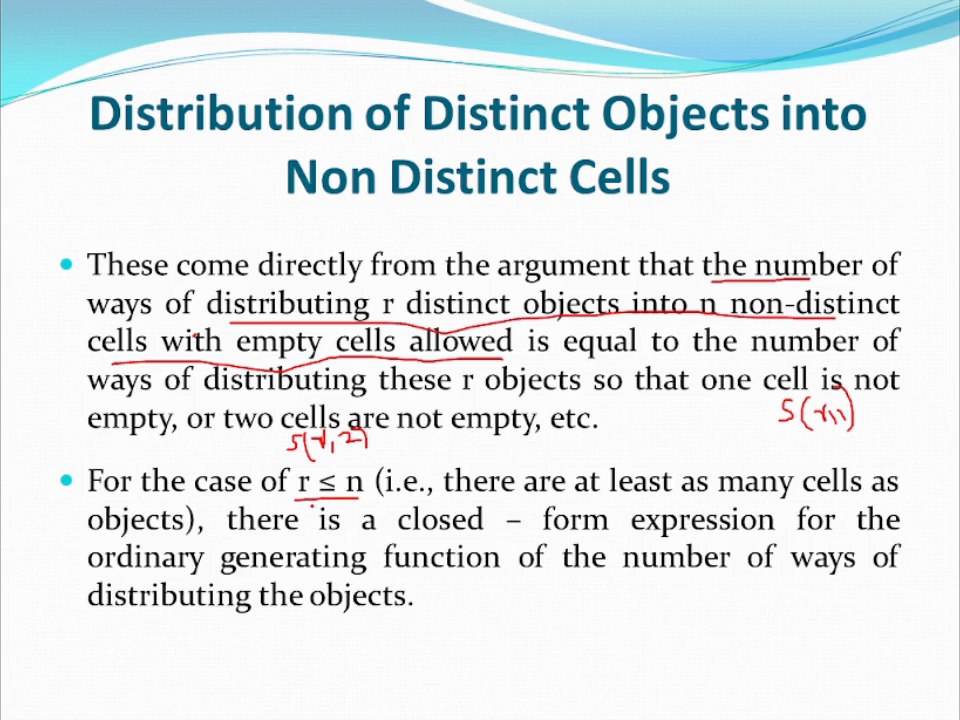 Distribution of Distinct Objects into
Non Distinct Cells
• These come directly from the argument that the number of
ways of distributing r distinct objects into n non-distinct
cells with empty cells allowed is equal to the number of
ways of distributing these r objects so that one cell is not
empty, or two cells are not empty, etc.
S(r,1)
S(r,2)
• For the case of r ≤ n (i.e., there are at least as many cells as
objects), there is a closed – form expression for the
ordinary generating function of the number of ways of
distributing the objects.